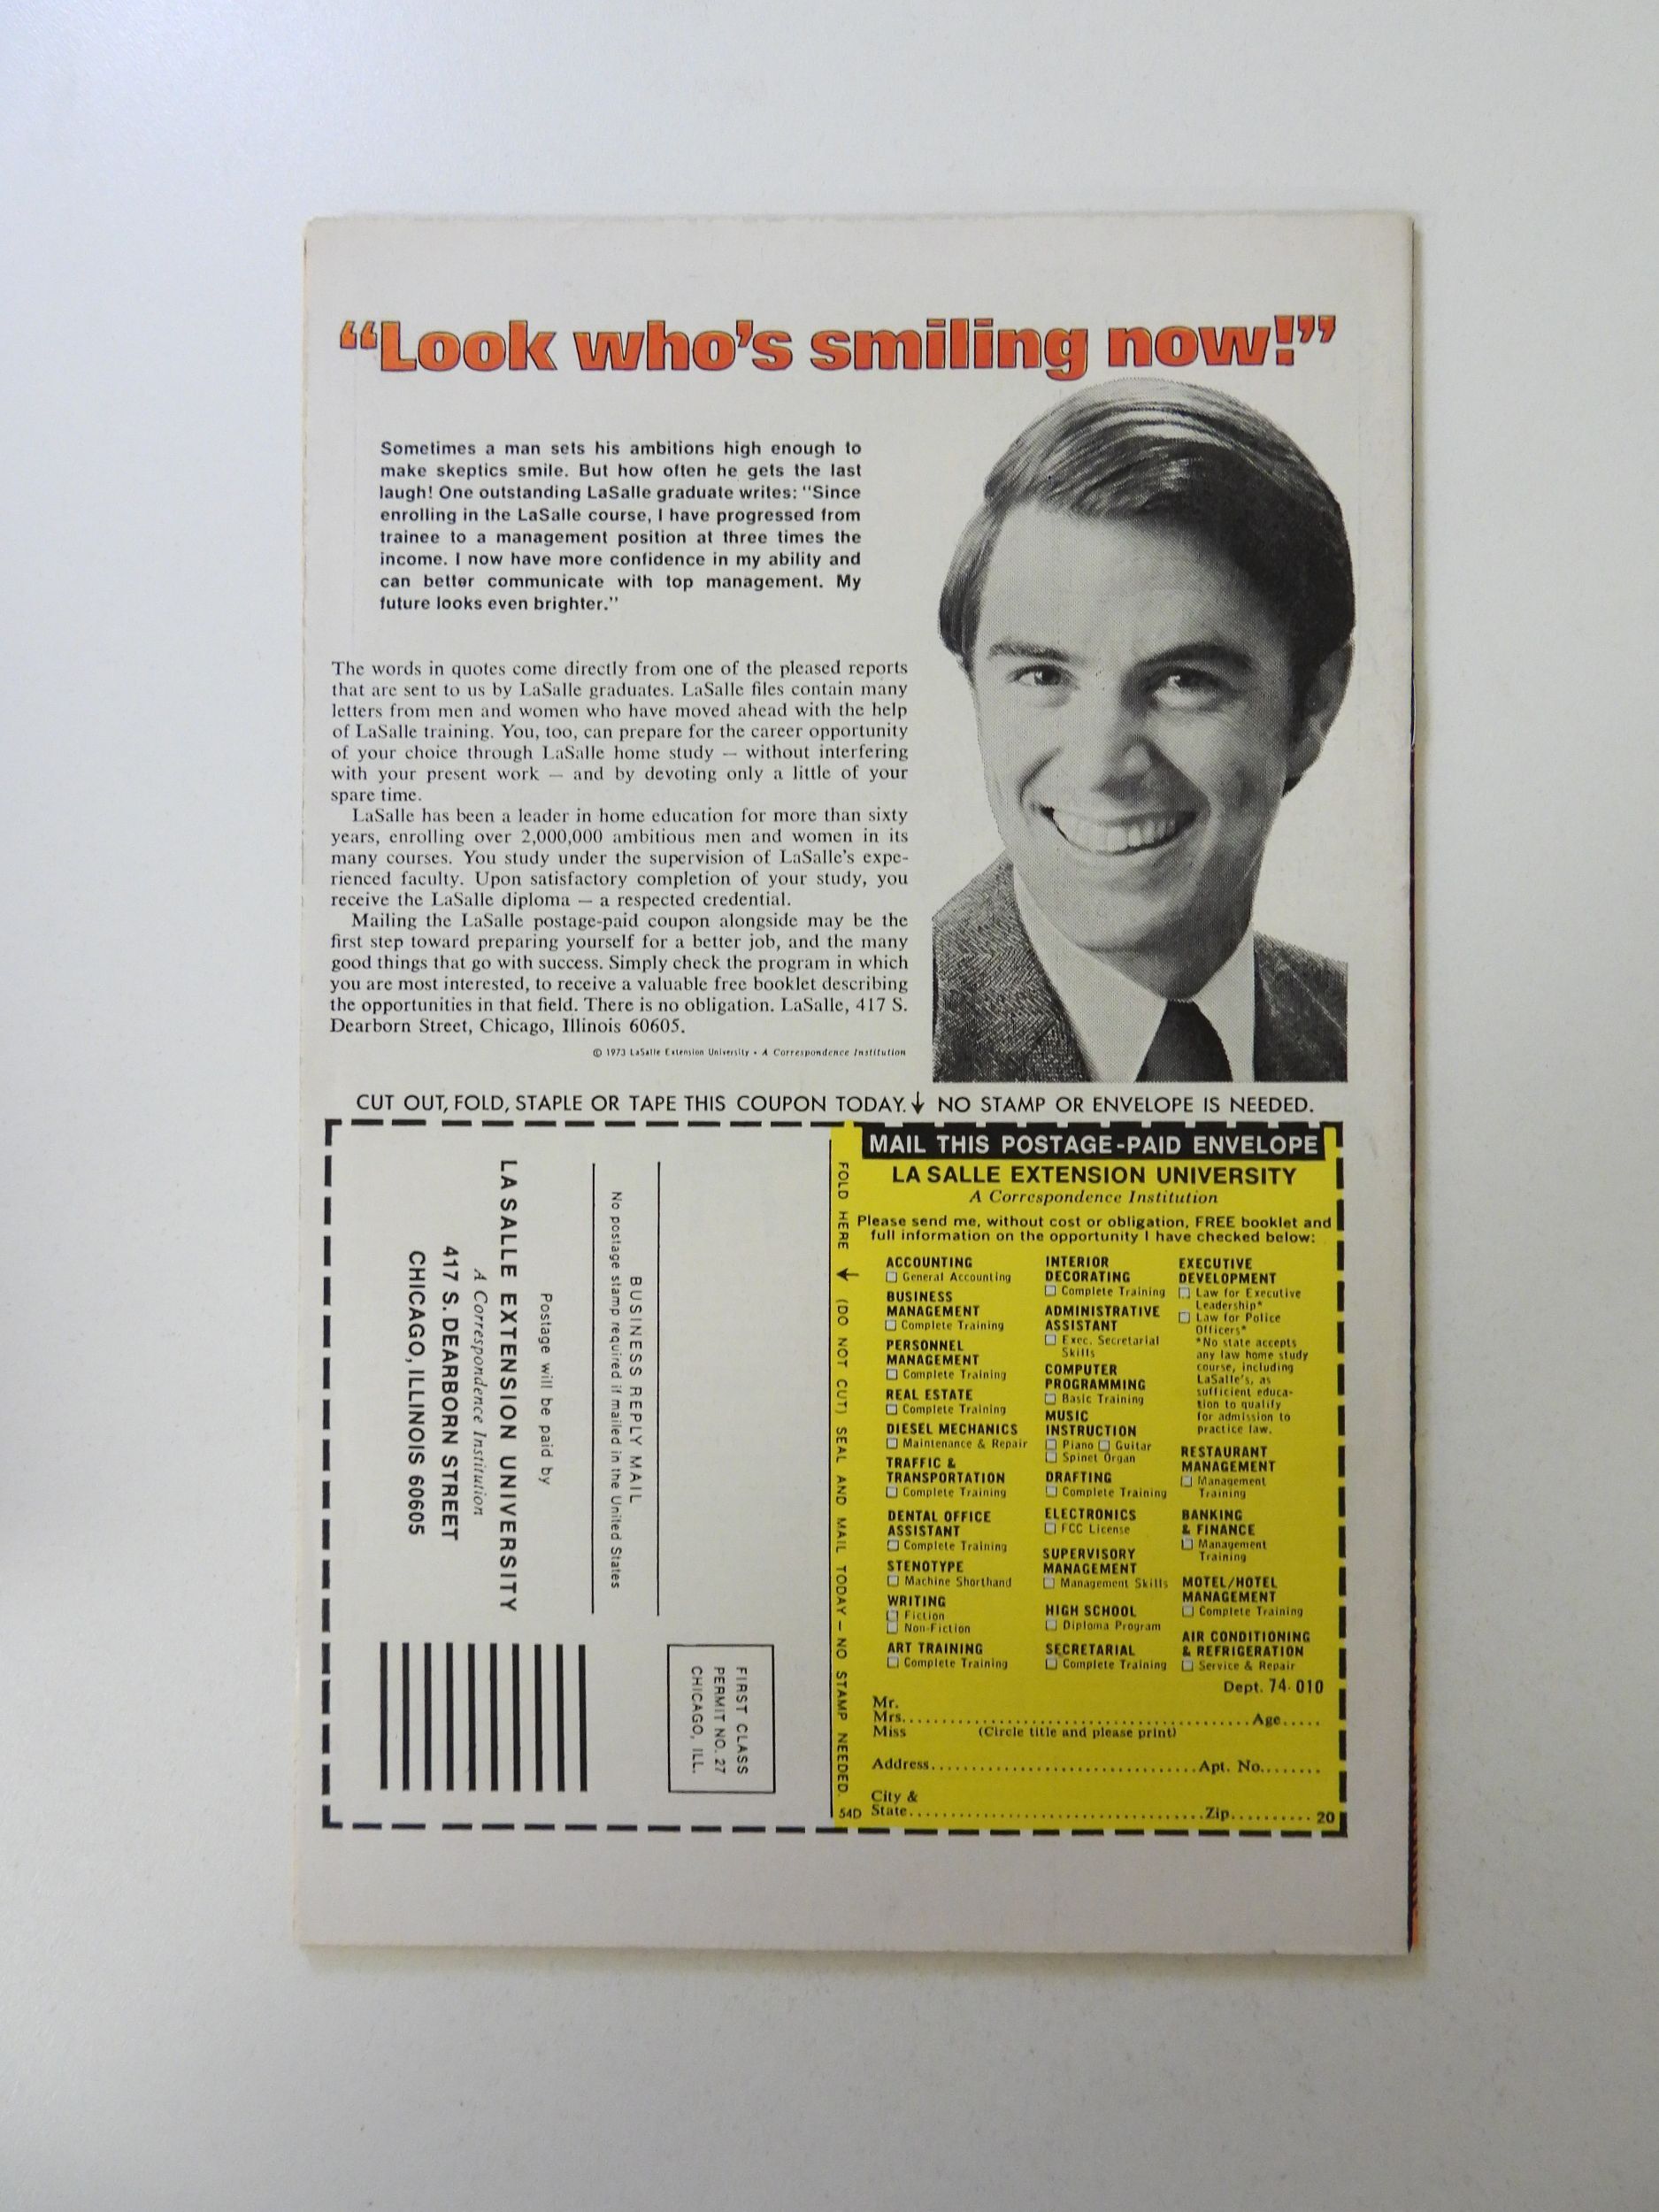 “Look who’s smiling now!”
Sometimes a man sets his ambitions high enough to
make skeptics smile. But how often he gets the last
laugh! One outstanding LaSalle graduate writes: “Since
enrolling in the LaSalle course, I have progressed from
trainee to a management position at three times the
income. I now have more confidence in my ability and
can better communicate with top management. My
future looks even brighter.”
The words in quotes come directly from one of the pleased reports
that are sent to us by LaSalle graduates. LaSalle files contain many
letters from men and women who have moved ahead with the help
of LaSalle training. You, too, can prepare for the career opportunity
of your choice through LaSalle home study — without interfering
with your present work — and by devoting only a little of your
spare time.
LaSalle has been a leader in home education for more than sixty
years, enrolling over 2,000,000 ambitious men and women in its
many courses. You study under the supervision of LaSalle’s expe-
rienced faculty. Upon satisfactory completion of your study, you
receive the LaSalle diploma — a respected credential.
Mailing the LaSalle postage-paid coupon alongside may be the
first step toward preparing yourself for a better job, and the many
good things that go with success. Simply check the program in which
you are most interested, to receive a valuable free booklet describing
the opportunities in that field. There is no obligation. LaSalle, 417 S.
Dearborn Street, Chicago, Illinois 60605.
© 1973 LaSalle Extension University • A Correspondence Institution
CUT OUT, FOLD, STAPLE OR TAPE THIS COUPON TODAY.↓ NO STAMP OR ENVELOPE IS NEEDED.
FIRST CLASS
PERMIT NO. 27
CHICAGO, ILL.
BUSINESS REPLY MAIL
No postage stamp required if mailed in the United States
Postage will be paid by
LA SALLE EXTENSION UNIVERSITY
A Correspondence Institution
417 S. DEARBORN STREET
CHICAGO, ILLINOIS 60605
FOLD HERE ↓ (DO NOT CUT) SEAL AND MAIL TODAY — NO STAMP NEEDED.
54D
MAIL THIS POSTAGE-PAID ENVELOPE
LA SALLE EXTENSION UNIVERSITY
A Correspondence Institution
Please send me, without cost or obligation, FREE booklet and
full information on the opportunity I have checked below:
ACCOUNTING
□ General Accounting
BUSINESS
MANAGEMENT
□ Complete Training
PERSONNEL
MANAGEMENT
□ Complete Training
REAL ESTATE
□ Complete Training
DIESEL MECHANICS
□ Maintenance & Repair
TRAFFIC &
TRANSPORTATION
□ Complete Training
DENTAL OFFICE
ASSISTANT
□ Complete Training
STENOTYPE
□ Machine Shorthand
WRITING
□ Fiction
□ Non-Fiction
ART TRAINING
□ Complete Training
INTERIOR
DECORATING
□ Complete Training
ADMINISTRATIVE
ASSISTANT
□ Exec. Secretarial
Skills
COMPUTER
PROGRAMMING
□ Basic Training
MUSIC
INSTRUCTION
□ Piano □ Guitar
□ Spinet Organ
DRAFTING
□ Complete Training
ELECTRONICS
□ FCC License
SUPERVISORY
MANAGEMENT
□ Management Skills
HIGH SCHOOL
□ Diploma Program
SECRETARIAL
□ Complete Training
EXECUTIVE
DEVELOPMENT
□ Law for Executive
Leadership*
□ Law for Police
Officers*
*No state accepts
any law home study
course, including
LaSalle's, as
sufficient educa-
tion to qualify
for admission to
practice law.
RESTAURANT
MANAGEMENT
□ Management
Training
BANKING
& FINANCE
□ Management
Training
MOTEL/HOTEL
MANAGEMENT
□ Complete Training
AIR CONDITIONING
& REFRIGERATION
□ Service & Repair
Dept. 74-010
Mr.
Mrs. Age
Miss (Circle title and please print)
Address Apt. No.
City &
State Zip 20